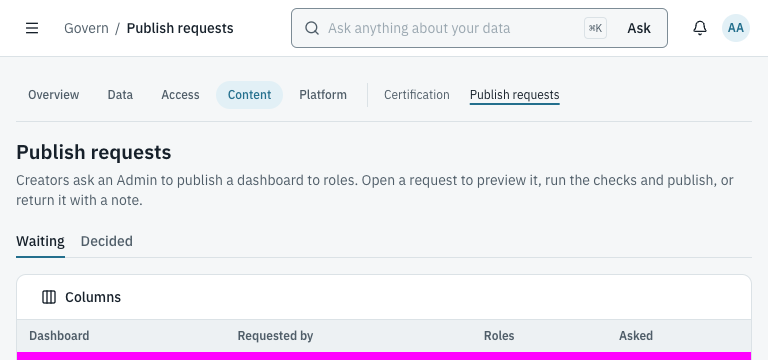 Govern / Publish requests
Ask anything about your data
⌘K
Ask
AA
Overview Data Access Content Platform Certification Publish requests
Publish requests
Creators ask an Admin to publish a dashboard to roles. Open a request to preview it, run the checks and publish, or
return it with a note.
Waiting Decided
Columns
Dashboard Requested by Roles Asked